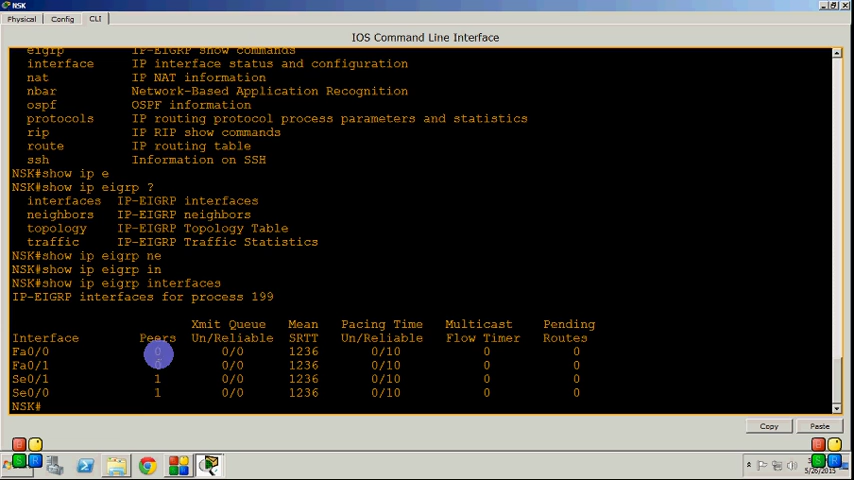 NSK
Physical Config CLI
IOS Command Line Interface
eigrp IP-EIGRP show commands
interface IP interface status and configuration
nat IP NAT information
nbar Network-Based Application Recognition
ospf OSPF information
protocols IP routing protocol process parameters and statistics
rip IP RIP show commands
route IP routing table
ssh Information on SSH
NSK#show ip e
NSK#show ip eigrp ?
interfaces IP-EIGRP interfaces
neighbors IP-EIGRP neighbors
topology IP-EIGRP Topology Table
traffic IP-EIGRP Traffic Statistics
NSK#show ip eigrp ne
NSK#show ip eigrp in
NSK#show ip eigrp interfaces
IP-EIGRP interfaces for process 199
Xmit Queue Mean Pacing Time Multicast Pending
Interface Peers Un/Reliable SRTT Un/Reliable Flow Timer Routes
Fa0/0 0 0/0 1236 0/10 0 0
Fa0/1 0 0/0 1236 0/10 0 0
Se0/1 1 0/0 1236 0/10 0 0
Se0/0 1 0/0 1236 0/10 0 0
NSK#
Copy Paste
5/26/2015